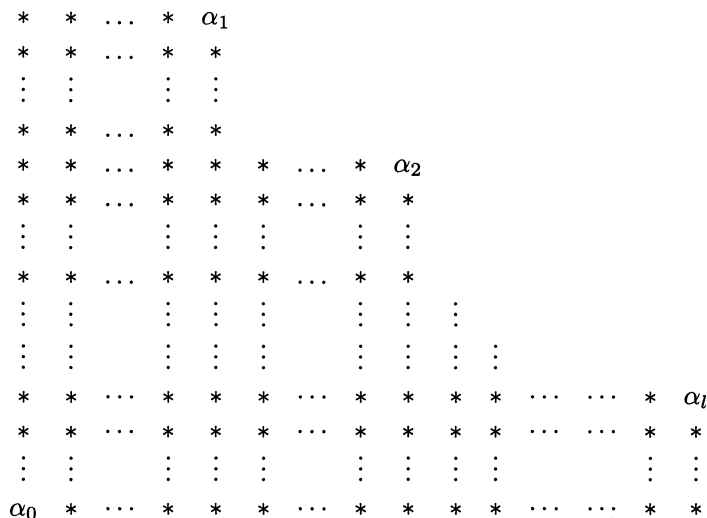 * * … * α₁
* * … * *
⋮ ⋮ ⋮ ⋮
* * … * *
* * … * * * … * α₂
* * … * * * … * *
⋮ ⋮ ⋮ ⋮ ⋮ ⋮ ⋮
* * … * * * … * *
⋮ ⋮ ⋮ ⋮ ⋮ ⋮ ⋮ ⋮
⋮ ⋮ ⋮ ⋮ ⋮ ⋮ ⋮ ⋮ ⋮
* * ⋯ * * * ⋯ * * * * ⋯ ⋯ * α_l
* * ⋯ * * * ⋯ * * * * ⋯ ⋯ * *
⋮ ⋮ ⋮ ⋮ ⋮ ⋮ ⋮ ⋮ ⋮ ⋮ ⋮
α₀ * ⋯ * * * ⋯ * * * * ⋯ ⋯ * *